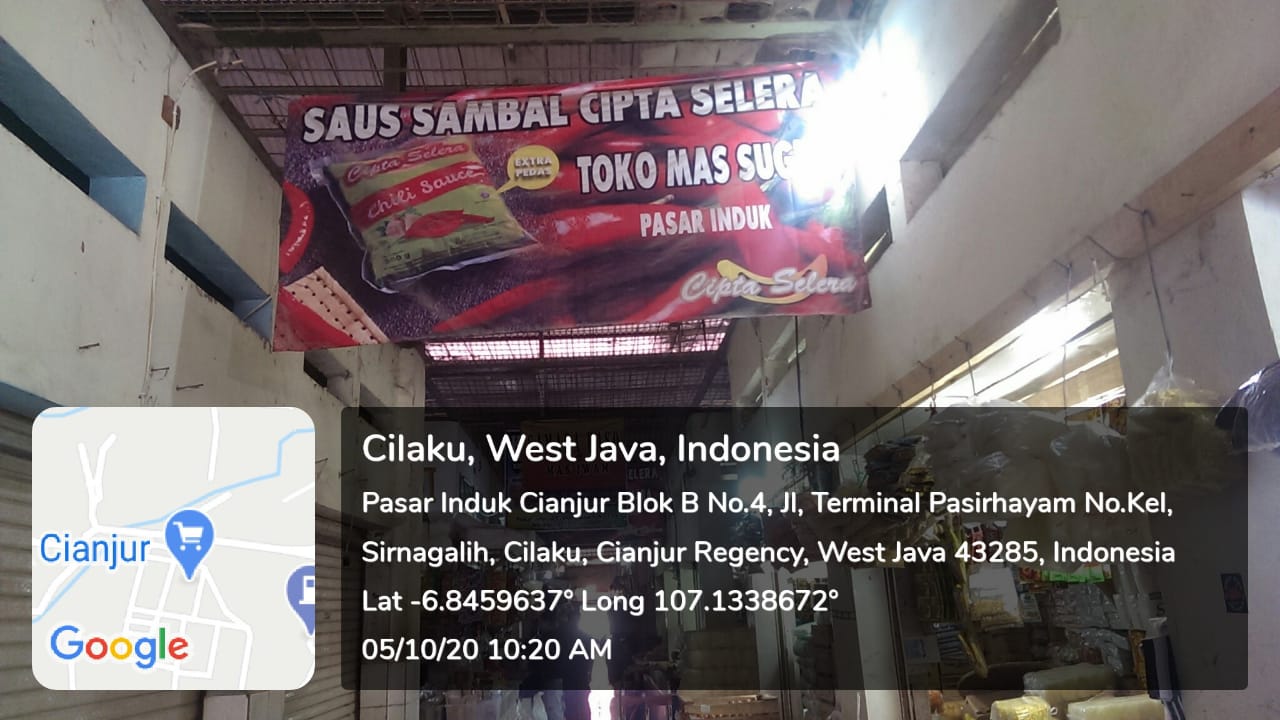 SAUS SAMBAL CIPTA SELERA
Cipta Selera
Chili Sauce
EXTRA
PEDAS
TOKO MAS
PASAR INDUK
Cipta Selera
Cianjur
Google
Cilaku, West Java, Indonesia
Pasar Induk Cianjur Blok B No.4, Jl, Terminal Pasirhayam No.Kel,
Sirnagalih, Cilaku, Cianjur Regency, West Java 43285, Indonesia
Lat -6.8459637° Long 107.1338672°
05/10/20 10:20 AM